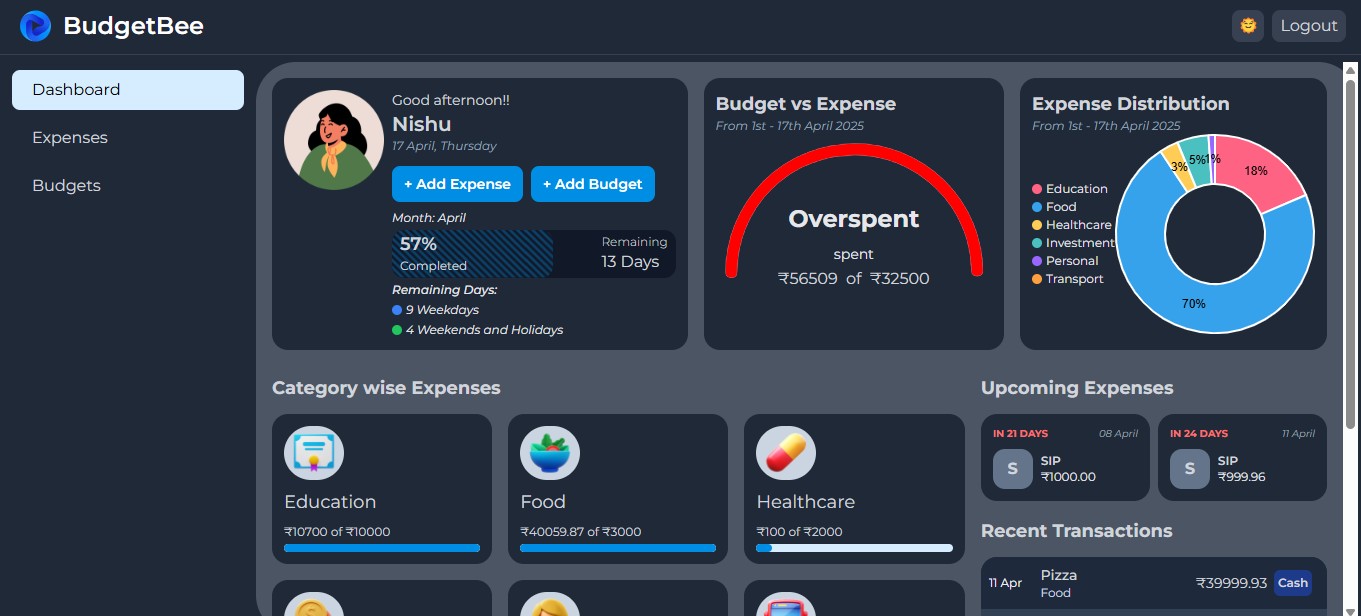 BudgetBee
Logout
Dashboard
Expenses
Budgets
Good afternoon!!
Nishu
17 April, Thursday
+ Add Expense
+ Add Budget
Month: April
57%
Completed
Remaining
13 Days
Remaining Days:
9 Weekdays
4 Weekends and Holidays
Budget vs Expense
From 1st - 17th April 2025
Overspent
spent
₹56509 of ₹32500
Expense Distribution
From 1st - 17th April 2025
Education
Food
Healthcare
Investment
Personal
Transport
3%
5%
1%
18%
70%
Category wise Expenses
Education
₹10700 of ₹10000
Food
₹40059.87 of ₹3000
Healthcare
₹100 of ₹2000
Upcoming Expenses
IN 21 DAYS
08 April
S
SIP
₹1000.00
IN 24 DAYS
11 April
S
SIP
₹999.96
Recent Transactions
11 Apr
Pizza
Food
₹39999.93
Cash